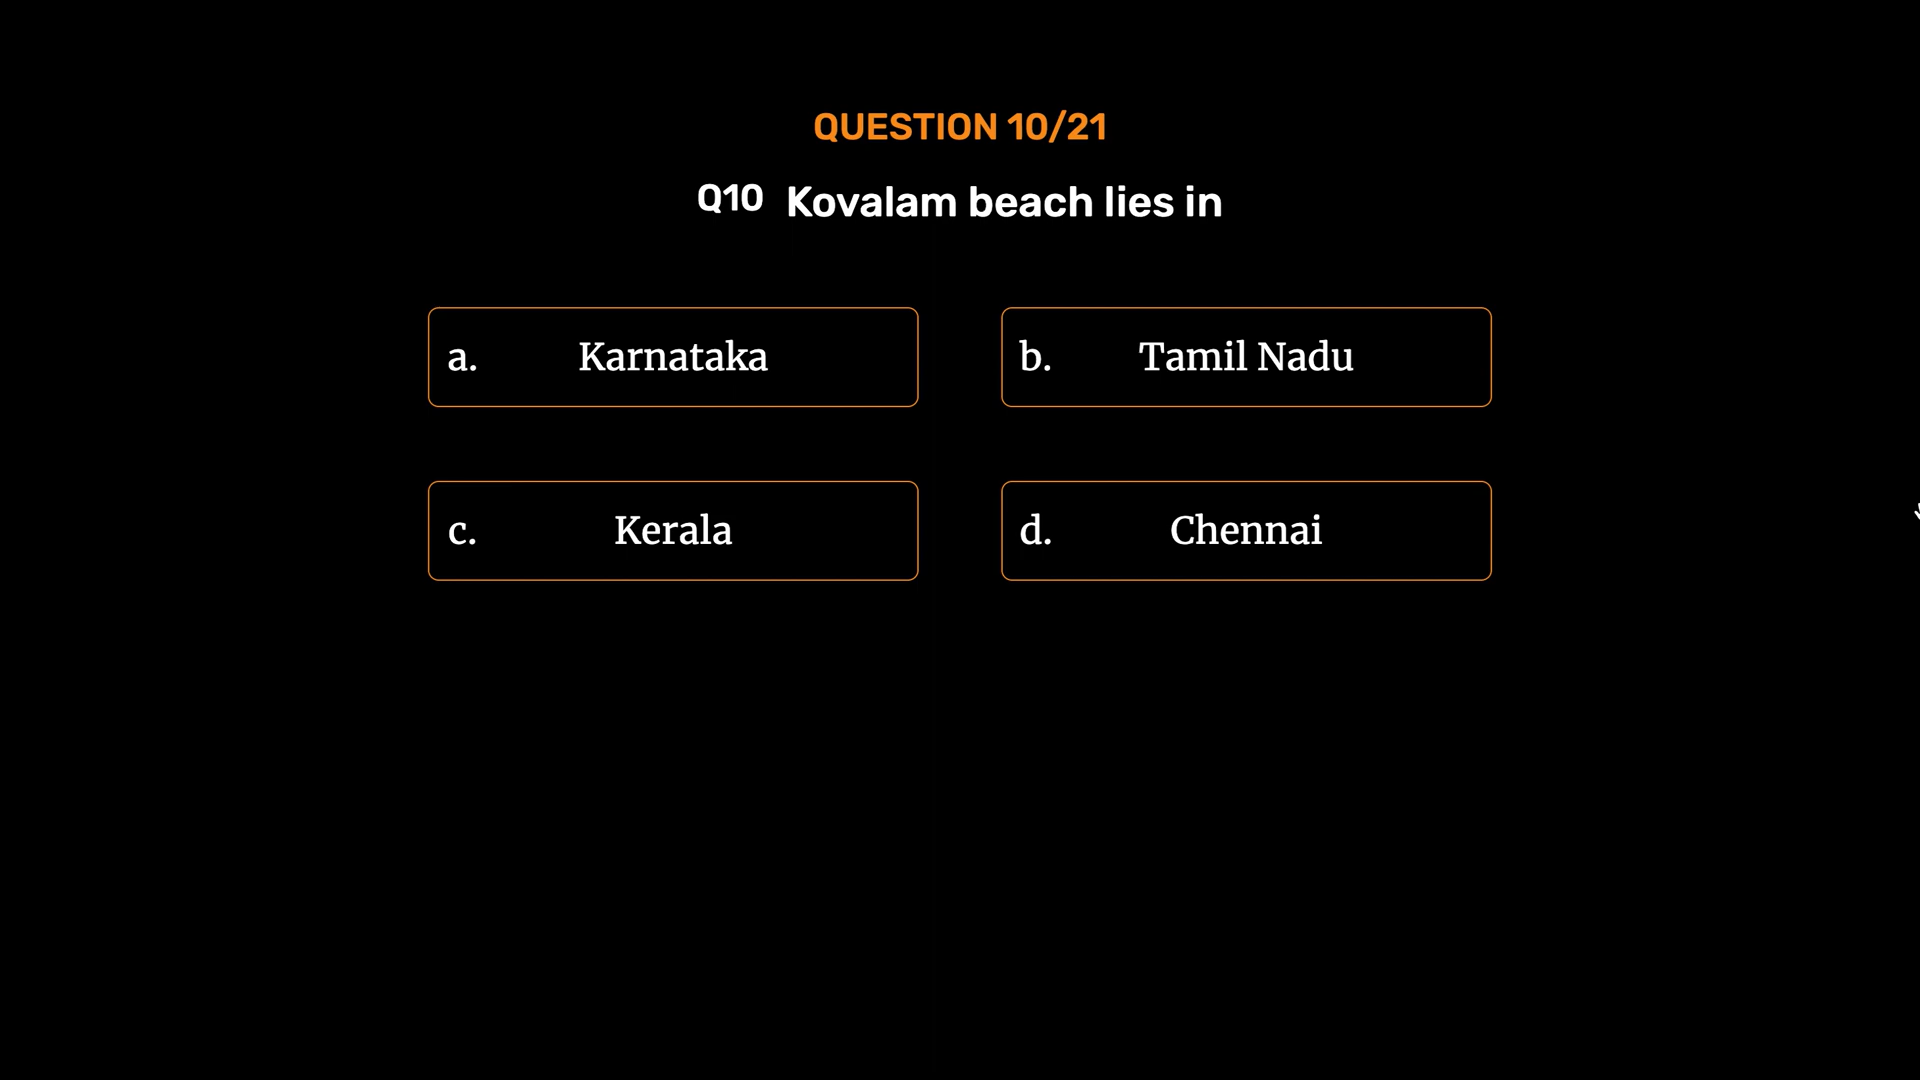 QUESTION 10/21
Q10 Kovalam beach lies in
a. Karnataka
b. Tamil Nadu
c. Kerala
d. Chennai